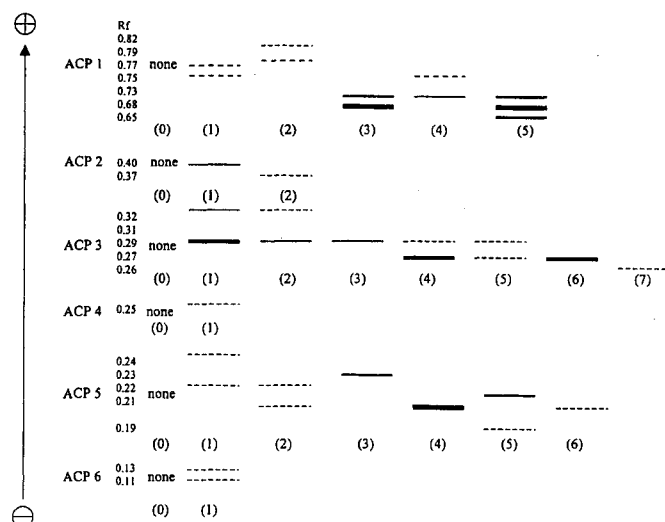 ⊕
Rf
0.82
0.79
ACP 1 0.77 none
0.75
0.73
0.68
0.65
(0) (1) (2) (3) (4) (5)
ACP 2 0.40 none
0.37
(0) (1) (2)
0.32
0.31
ACP 3 0.29 none
0.27
0.26
(0) (1) (2) (3) (4) (5) (6) (7)
ACP 4 0.25 none
(0) (1)
0.24
0.23
ACP 5 0.22 none
0.21
0.19
(0) (1) (2) (3) (4) (5) (6)
ACP 6 0.13 none
0.11
(0) (1)
⊖